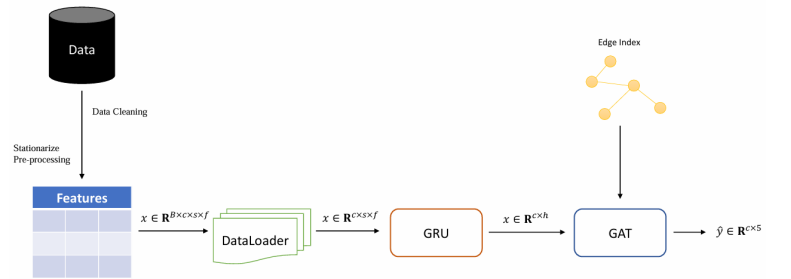 Data
Edge Index
Data Cleaning
Stationarize
Pre-processing
Features
x ∈ R^{B×c×s×f}
DataLoader
x ∈ R^{c×s×f}
GRU
x ∈ R^{c×h}
GAT
ŷ ∈ R^{c×5}